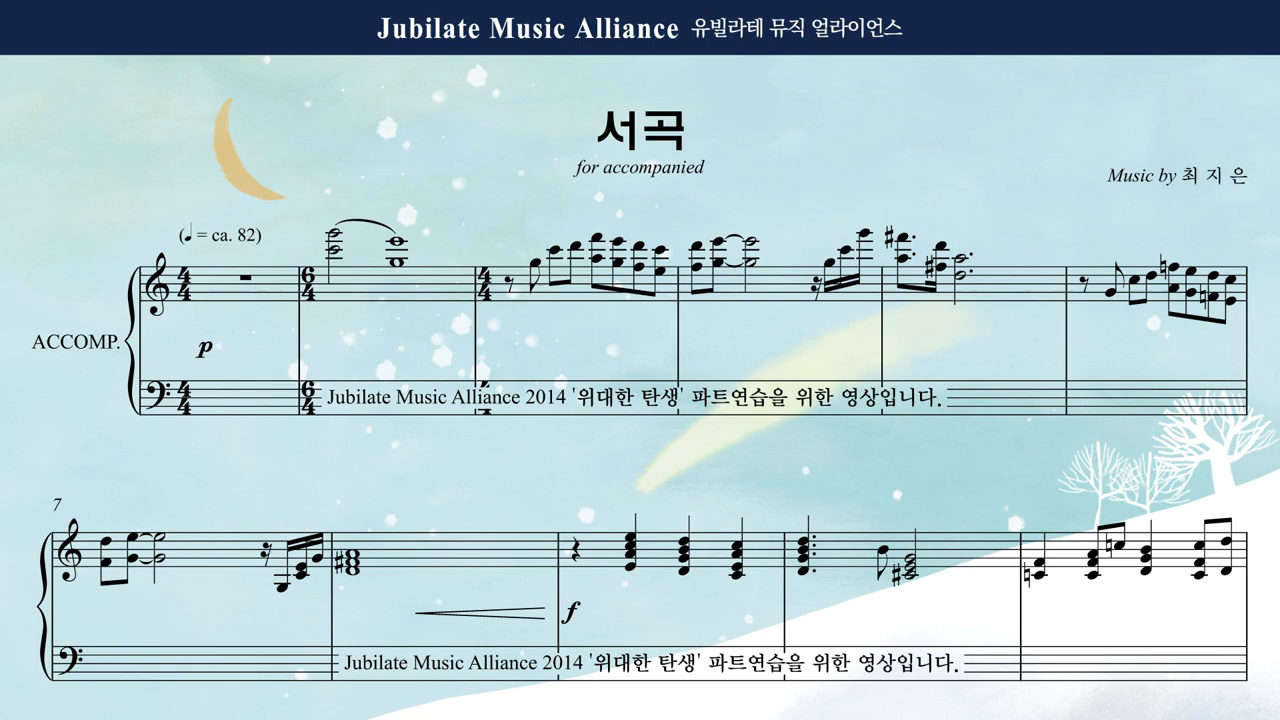 Jubilate Music Alliance 유빌라테 뮤직 얼라이언스
서곡
for accompanied
Music by 최 지 은
(♩ = ca. 82)
ACCOMP.
p
Jubilate Music Alliance 2014 '위대한 탄생' 파트연습을 위한 영상입니다.
7
f
Jubilate Music Alliance 2014 '위대한 탄생' 파트연습을 위한 영상입니다.